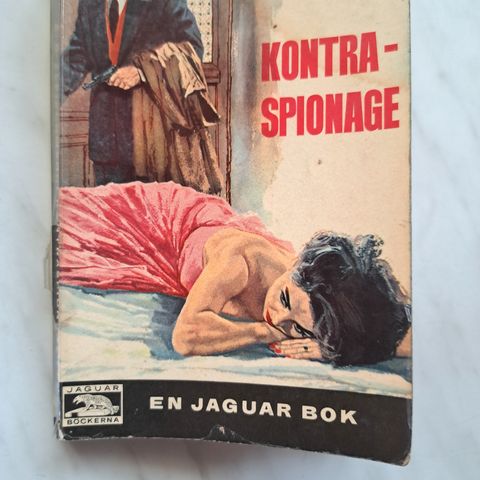 KONTRA-
SPIONAGE
JAGUAR
BÖCKERNA
EN JAGUAR BOK